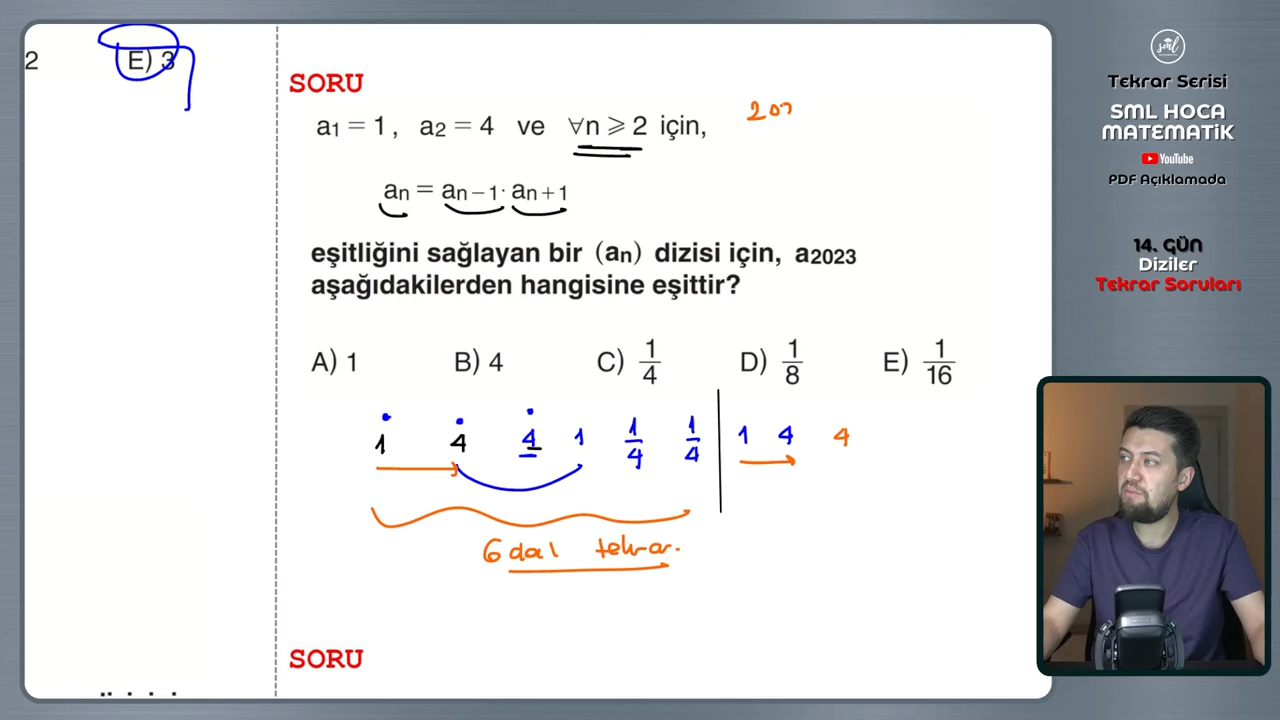 2
E) 3
SORU
a1 = 1, a2 = 4 ve ∀n ⩾ 2 için,
20
an = an−1 · an+1
eşitliğini sağlayan bir (an) dizisi için, a2023
aşağıdakilerden hangisine eşittir?
A) 1 B) 4 C) 1/4 D) 1/8 E) 1/16
1 4 4 1 1/4 1/4 1 4 4
6 dal tekrar.
SORU
sml
Tekrar Serisi
SML HOCA
MATEMATİK
YouTube
PDF Açıklamada
14. GÜN
Diziler
Tekrar Soruları